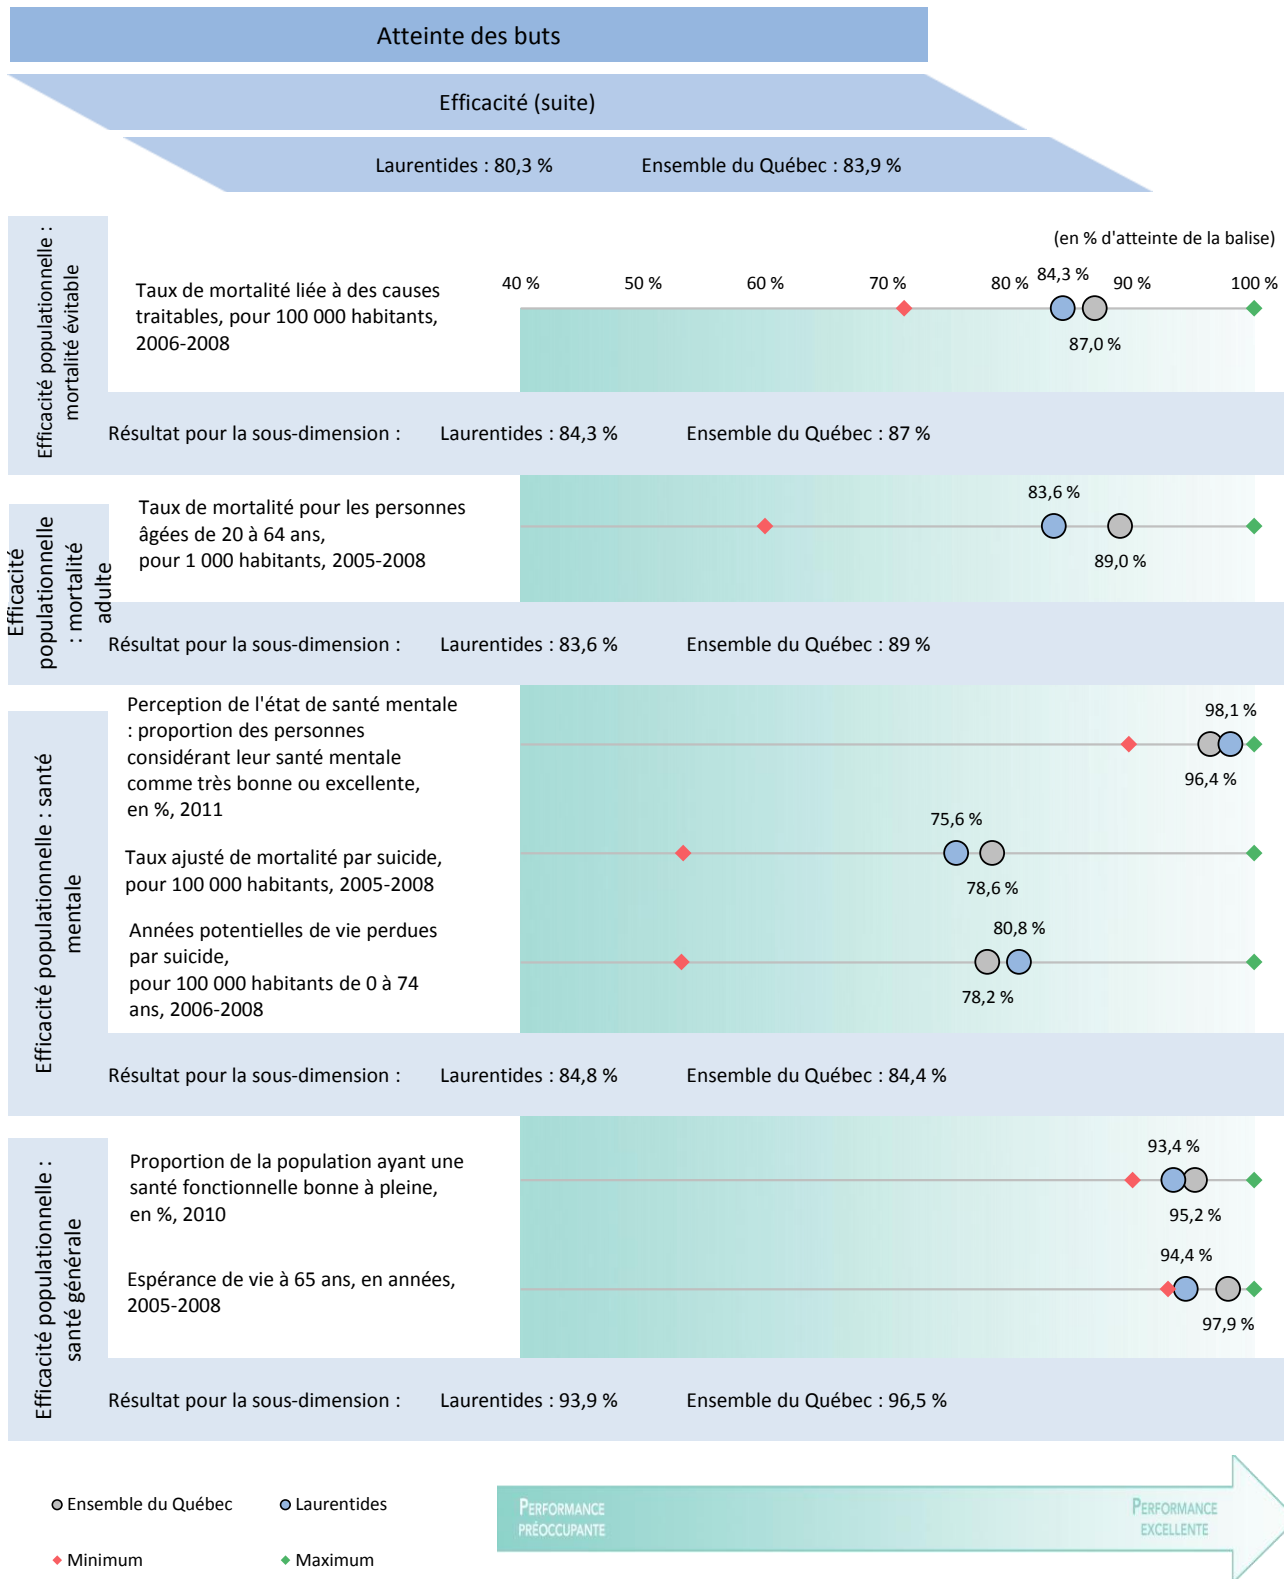 Atteinte des buts
Efficacité (suite)
Laurentides : 80,3 % Ensemble du Québec : 83,9 %
(en % d'atteinte de la balise)
Efficacité populationnelle :
mortalité évitable
40 % 50 % 60 % 70 % 80 % 90 % 100 %
Taux de mortalité liée à des causes
traitables, pour 100 000 habitants,
2006-2008
84,3 %
87,0 %
Résultat pour la sous-dimension : Laurentides : 84,3 % Ensemble du Québec : 87 %
Efficacité
populationnelle
: mortalité
adulte
Taux de mortalité pour les personnes
âgées de 20 à 64 ans,
pour 1 000 habitants, 2005-2008
83,6 %
89,0 %
Résultat pour la sous-dimension : Laurentides : 83,6 % Ensemble du Québec : 89 %
Efficacité populationnelle : santé
mentale
Perception de l'état de santé mentale
: proportion des personnes
considérant leur santé mentale
comme très bonne ou excellente,
en %, 2011
98,1 %
96,4 %
Taux ajusté de mortalité par suicide,
pour 100 000 habitants, 2005-2008
75,6 %
78,6 %
Années potentielles de vie perdues
par suicide,
pour 100 000 habitants de 0 à 74
ans, 2006-2008
80,8 %
78,2 %
Résultat pour la sous-dimension : Laurentides : 84,8 % Ensemble du Québec : 84,4 %
Efficacité populationnelle :
santé générale
Proportion de la population ayant une
santé fonctionnelle bonne à pleine,
en %, 2010
93,4 %
95,2 %
Espérance de vie à 65 ans, en années,
2005-2008
94,4 %
97,9 %
Résultat pour la sous-dimension : Laurentides : 93,9 % Ensemble du Québec : 96,5 %
Ensemble du Québec Laurentides
Minimum Maximum
PERFORMANCE
PRÉOCCUPANTE
PERFORMANCE
EXCELLENTE